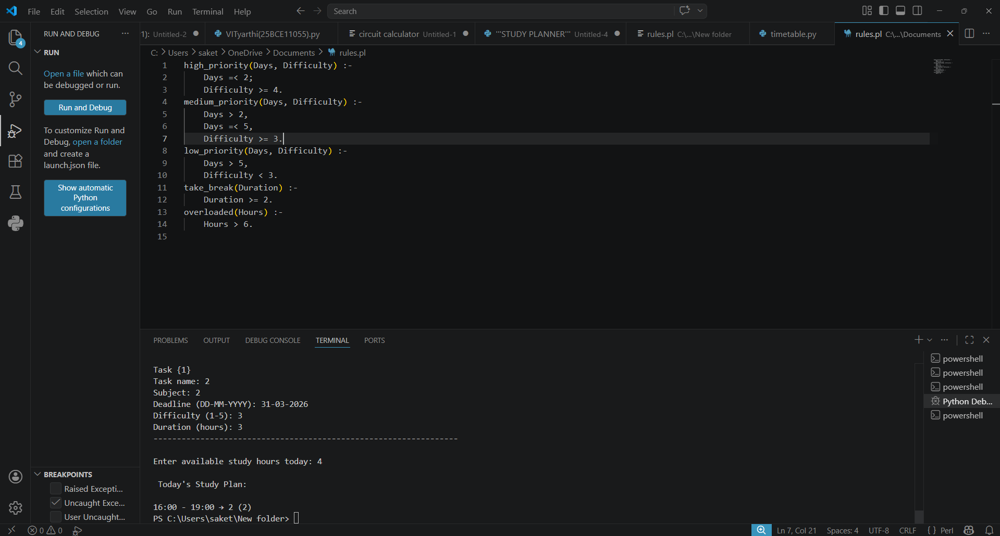 File Edit Selection View Go Run Terminal Help
Search
RUN AND DEBUG
1): Untitled-2
VITyarthi(25BCE11055).py
circuit calculator Untitled-1
'''STUDY PLANNER''' Untitled-4
rules.pl C:\...\New folder
timetable.py
rules.pl C:\...\Documents
4
RUN
Open a file which can
be debugged or run.
Run and Debug
To customize Run and
Debug, open a folder
and create a
launch.json file.
Show automatic
Python
configurations
C: > Users > saket > OneDrive > Documents > rules.pl
1 high_priority(Days, Difficulty) :-
2 Days =< 2;
3 Difficulty >= 4.
4 medium_priority(Days, Difficulty) :-
5 Days > 2,
6 Days =< 5,
7 Difficulty >= 3.
8 low_priority(Days, Difficulty) :-
9 Days > 5,
10 Difficulty < 3.
11 take_break(Duration) :-
12 Duration >= 2.
13 overloaded(Hours) :-
14 Hours > 6.
15
PROBLEMS OUTPUT DEBUG CONSOLE TERMINAL PORTS
Task {1}
Task name: 2
Subject: 2
Deadline (DD-MM-YYYY): 31-03-2026
Difficulty (1-5): 3
Duration (hours): 3
-----------------------------------------------------------------
Enter available study hours today: 4
Today's Study Plan:
16:00 - 19:00 → 2 (2)
PS C:\Users\saket\New folder>
powershell
powershell
powershell
Python Deb...
powershell
BREAKPOINTS
Raised Excepti...
Uncaught Exce...
User Uncaught...
0 0
Ln 7, Col 21 Spaces: 4 UTF-8 CRLF { } Perl